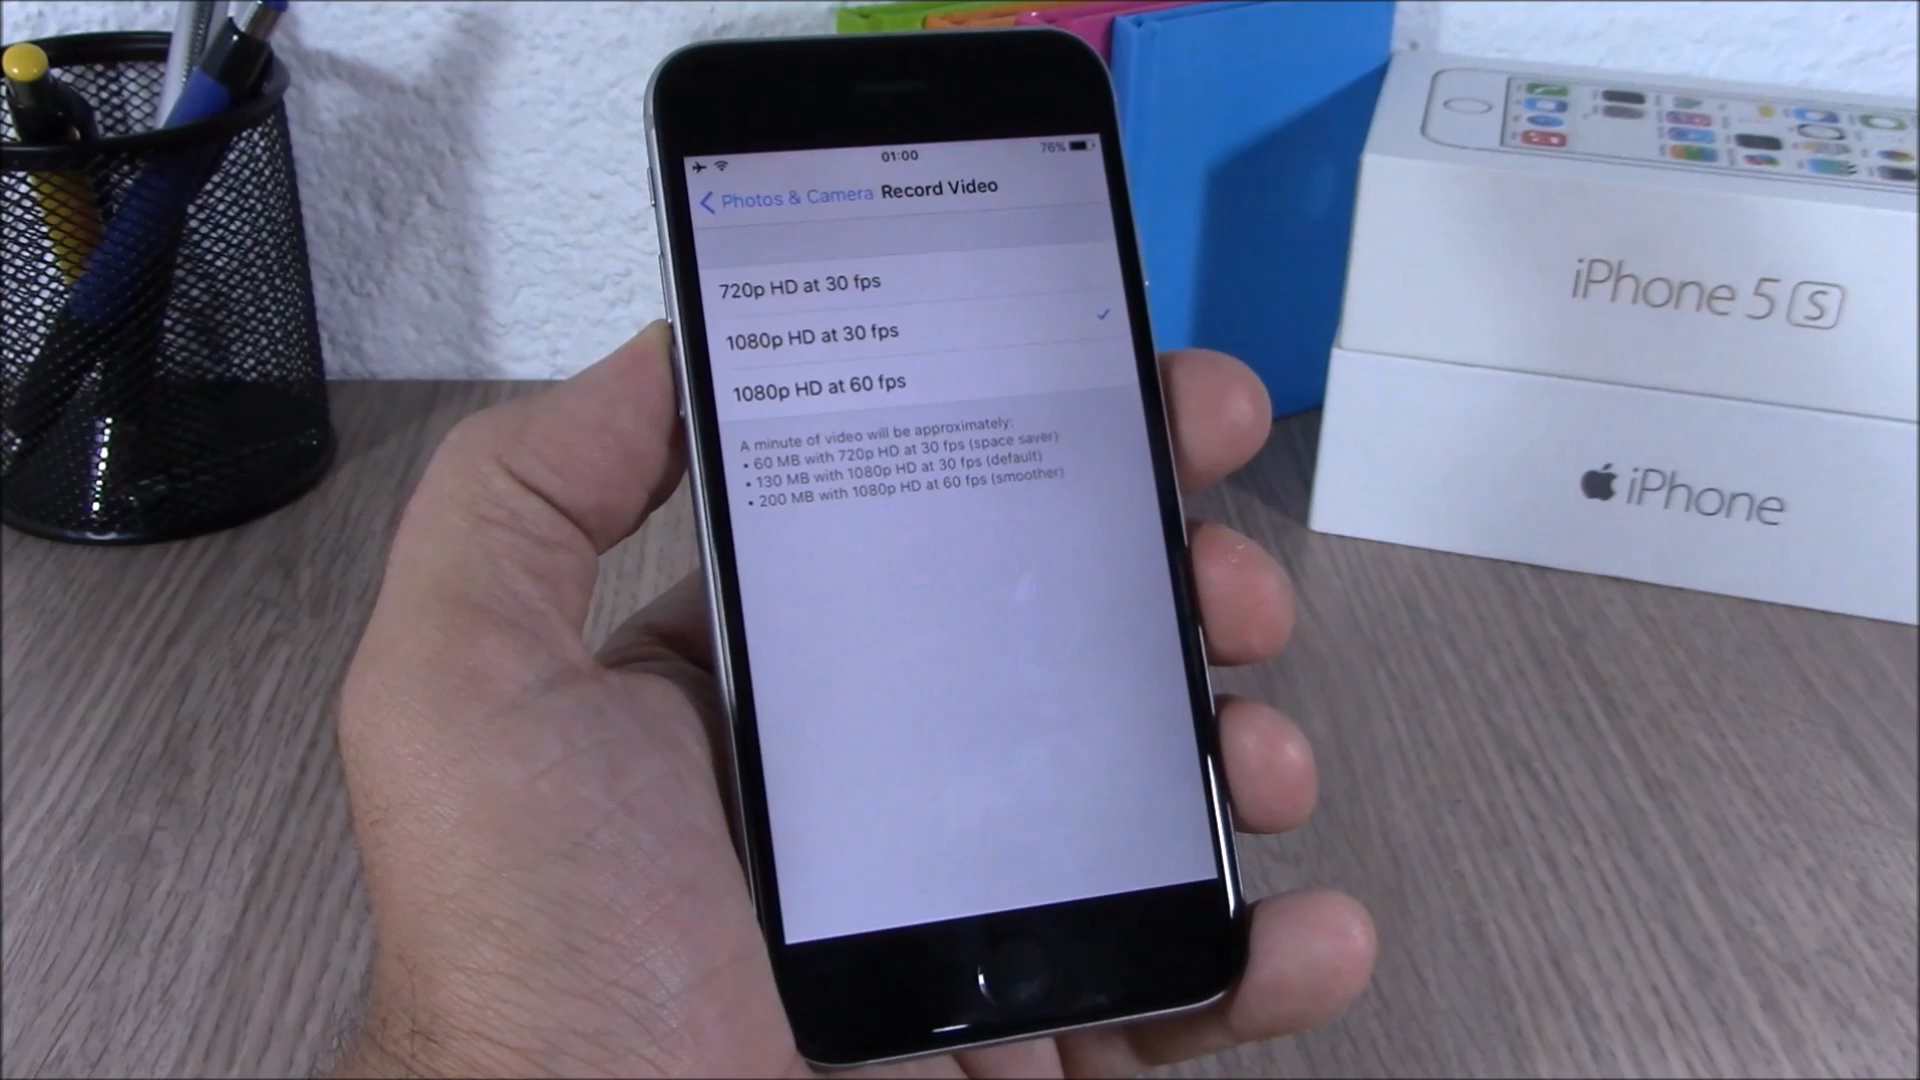 01:00
76%
Photos & Camera Record Video
720p HD at 30 fps
1080p HD at 30 fps
1080p HD at 60 fps
A minute of video will be approximately:
• 60 MB with 720p HD at 30 fps (space saver)
• 130 MB with 1080p HD at 30 fps (default)
• 200 MB with 1080p HD at 60 fps (smoother)
iPhone 5s
iPhone